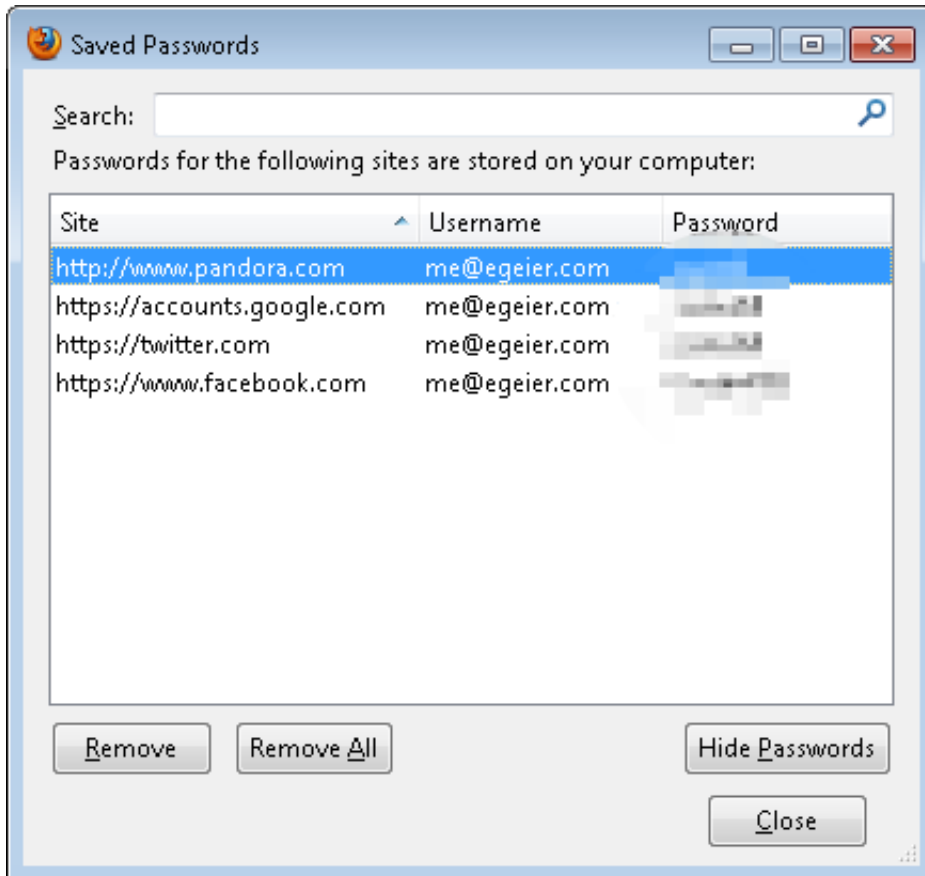 Saved Passwords
Search:
Passwords for the following sites are stored on your computer:
Site Username Password
http://www.pandora.com me@egeier.com
https://accounts.google.com me@egeier.com
https://twitter.com me@egeier.com
https://www.facebook.com me@egeier.com
Remove Remove All Hide Passwords
Close